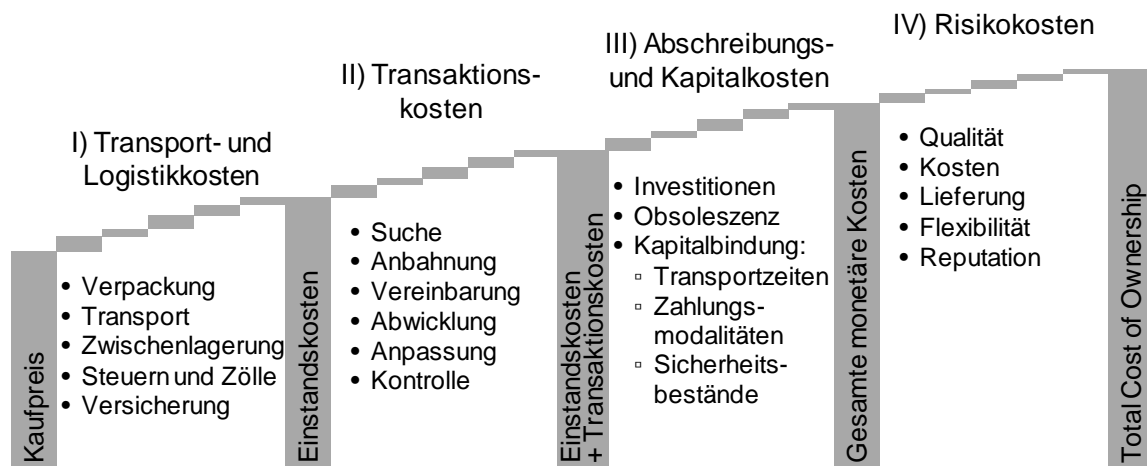 I) Transport- und
Logistikkosten
II) Transaktions-
kosten
III) Abschreibungs-
und Kapitalkosten
IV) Risikokosten
Kaufpreis
• Verpackung
• Transport
• Zwischenlagerung
• Steuern und Zölle
• Versicherung
Einstandskosten
• Suche
• Anbahnung
• Vereinbarung
• Abwicklung
• Anpassung
• Kontrolle
Einstandskosten
+ Transaktionskosten
• Investitionen
• Obsoleszenz
• Kapitalbindung:
▫ Transportzeiten
▫ Zahlungs-
modalitäten
▫ Sicherheits-
bestände
Gesamte monetäre Kosten
• Qualität
• Kosten
• Lieferung
• Flexibilität
• Reputation
Total Cost of Ownership